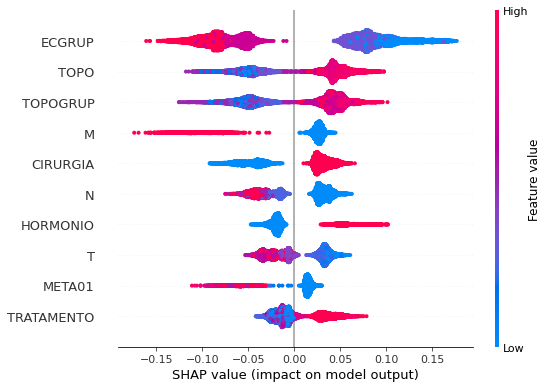 High
ECGRUP
TOPO
TOPOGRUP
M
CIRURGIA
N
HORMONIO
T
META01
TRATAMENTO
Feature value
Low
−0.15 −0.10 −0.05 0.00 0.05 0.10 0.15
SHAP value (impact on model output)